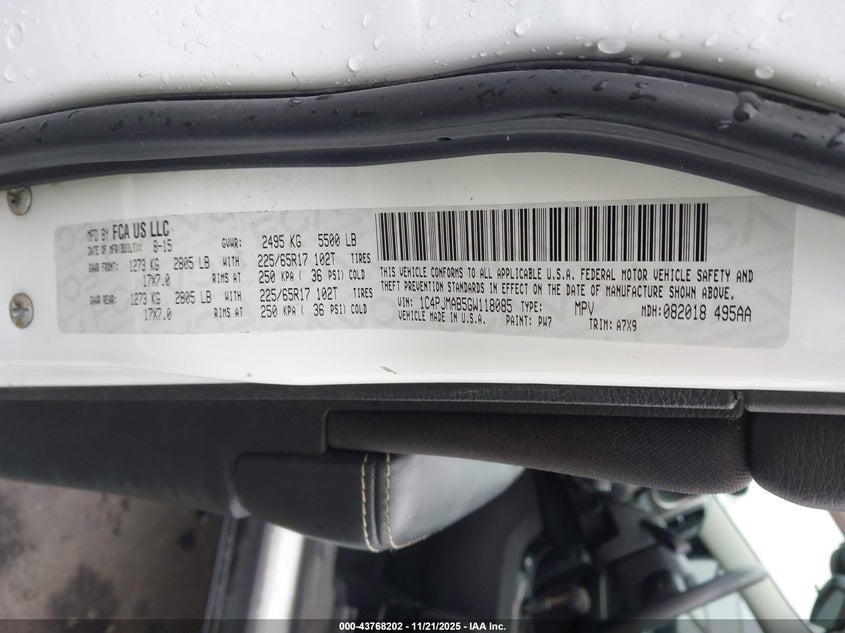 MFD BY FCA US LLC
DATE OF MFR(BUILT): 8-15 GVWR: 2495 KG 5500 LB
GAWR FRONT: 1273 KG 2805 LB WITH 225/65R17 102T TIRES
17X7.0 RIMS AT 250 KPA ( 36 PSI) COLD
GAWR REAR: 1273 KG 2805 LB WITH 225/65R17 102T TIRES
17X7.0 RIMS AT 250 KPA ( 36 PSI) COLD
THIS VEHICLE CONFORMS TO ALL APPLICABLE U.S.A. FEDERAL MOTOR VEHICLE SAFETY AND
THEFT PREVENTION STANDARDS IN EFFECT ON THE DATE OF MANUFACTURE SHOWN ABOVE.
VIN: 1C4PJMAB5GW118085 TYPE: MPV MDH:082018 495AA
VEHICLE MADE IN U.S.A. PAINT: PW7 TRIM: A7X9
000-43768202 | 11/21/2025 - IAA Inc.